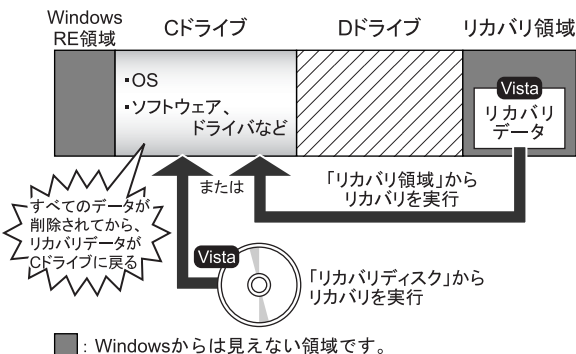 Windows
RE領域
Cドライブ
Dドライブ
リカバリ領域
▪OS
▪ソフトウェア、
ドライバなど
Vista
リカバリ
データ
または
「リカバリ領域」から
リカバリを実行
すべてのデータが
削除されてから、
リカバリデータが
Cドライブに戻る
Vista
「リカバリディスク」から
リカバリを実行
：Windowsからは見えない領域です。